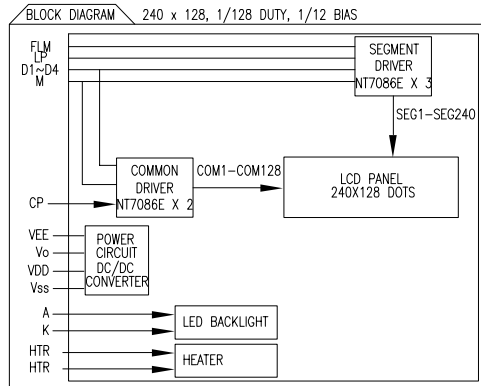 BLOCK DIAGRAM 240 x 128, 1/128 DUTY, 1/12 BIAS
FLM
LP
D1~D4
M
SEGMENT
DRIVER
NT7086E X 3
SEG1-SEG240
COMMON
DRIVER
NT7086E X 2
COM1-COM128
LCD PANEL
240X128 DOTS
CP
VEE
Vo
VDD
Vss
POWER
CIRCUIT
DC/DC
CONVERTER
A
K
LED BACKLIGHT
HTR
HTR
HEATER